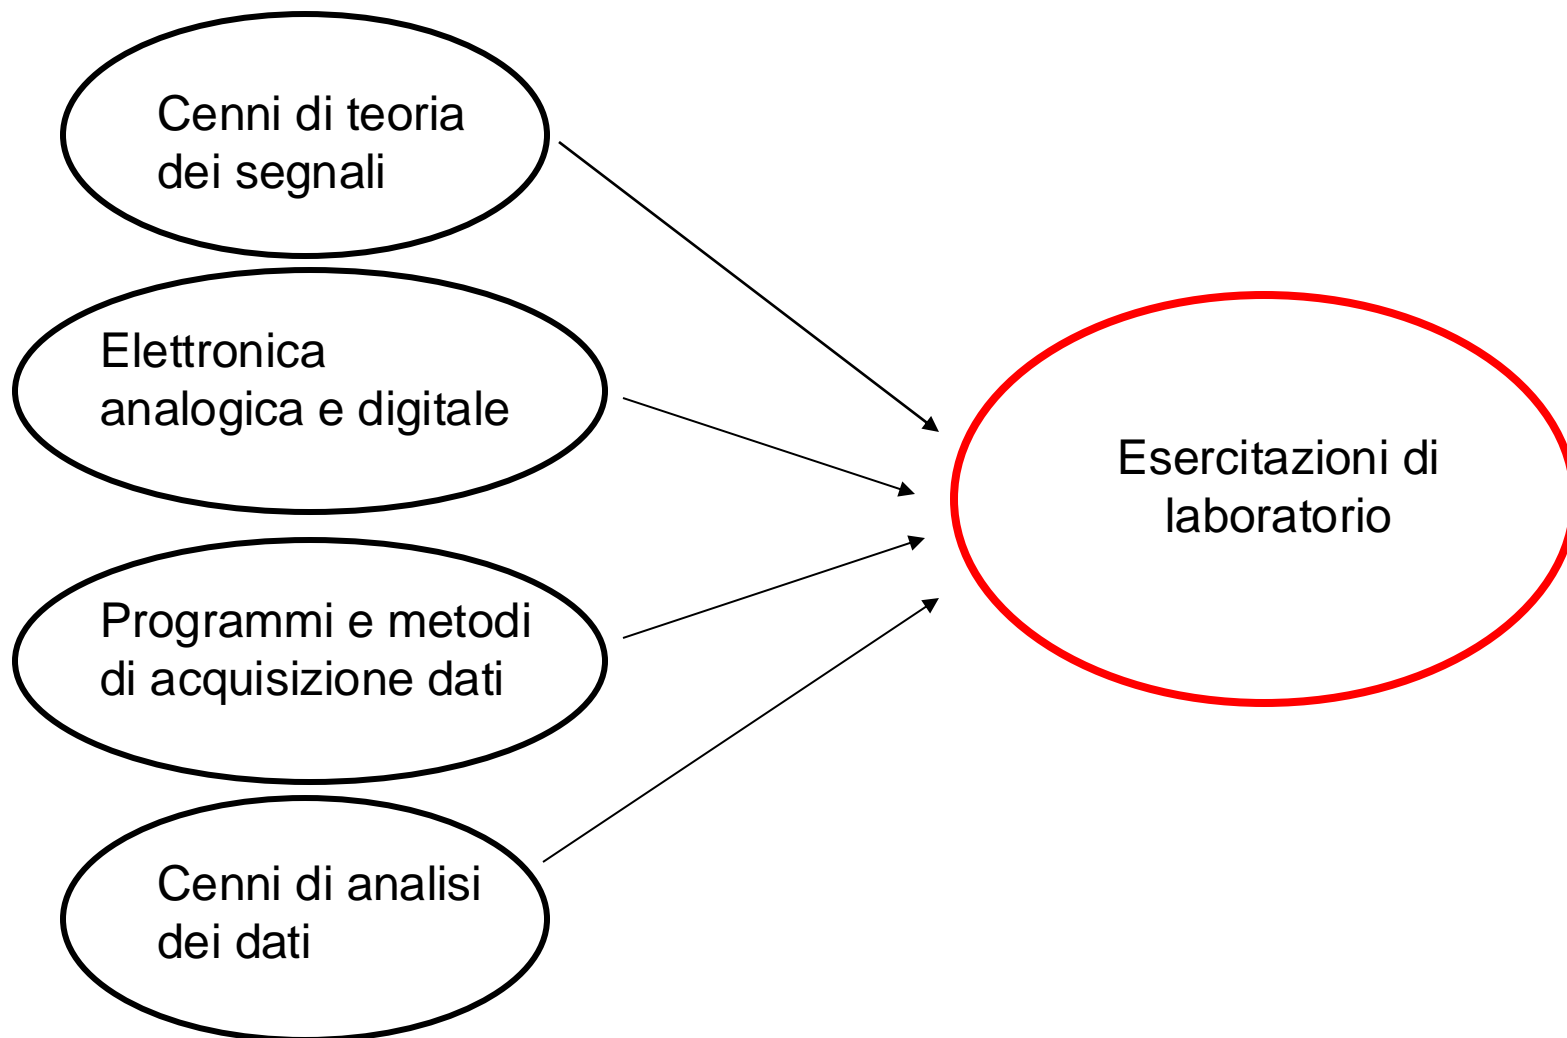 Cenni di teoria
dei segnali
Elettronica
analogica e digitale
Programmi e metodi
di acquisizione dati
Cenni di analisi
dei dati
Esercitazioni di
laboratorio